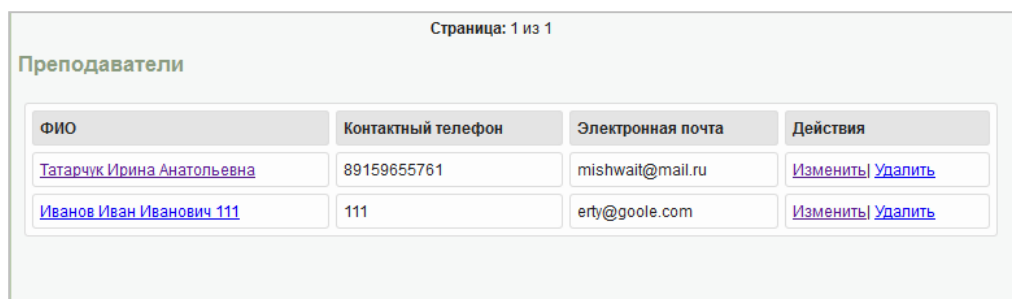 Страница: 1 из 1
Преподаватели
ФИО Контактный телефон Электронная почта Действия
Татарчук Ирина Анатольевна 89159655761 mishwait@mail.ru Изменить| Удалить
Иванов Иван Иванович 111 111 erty@goole.com Изменить| Удалить